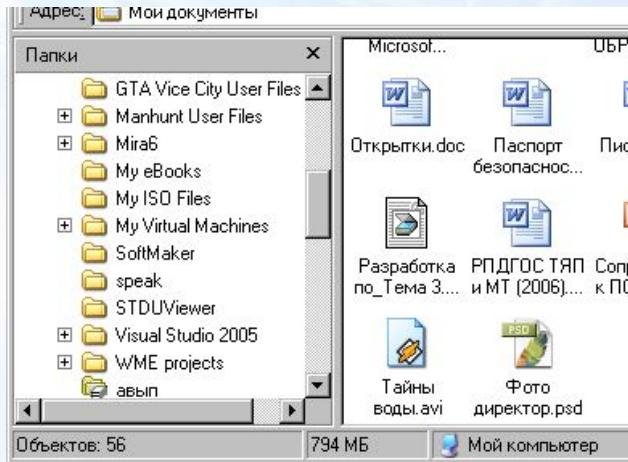 Адрес: Мои документы
Папки
GTA Vice City User Files
Manhunt User Files
Mira6
My eBooks
My ISO Files
My Virtual Machines
SoftMaker
speak
STDUViewer
Visual Studio 2005
WME projects
авып
Microsof...
Открытки.doc
Паспорт
безопаснос...
Разработка
по_Тема 3....
РПДГОС ТЯП
и МТ (2006)....
PSD
Тайны
воды.avi
Фото
директор.psd
Объектов: 56
794 МБ
Мой компьютер